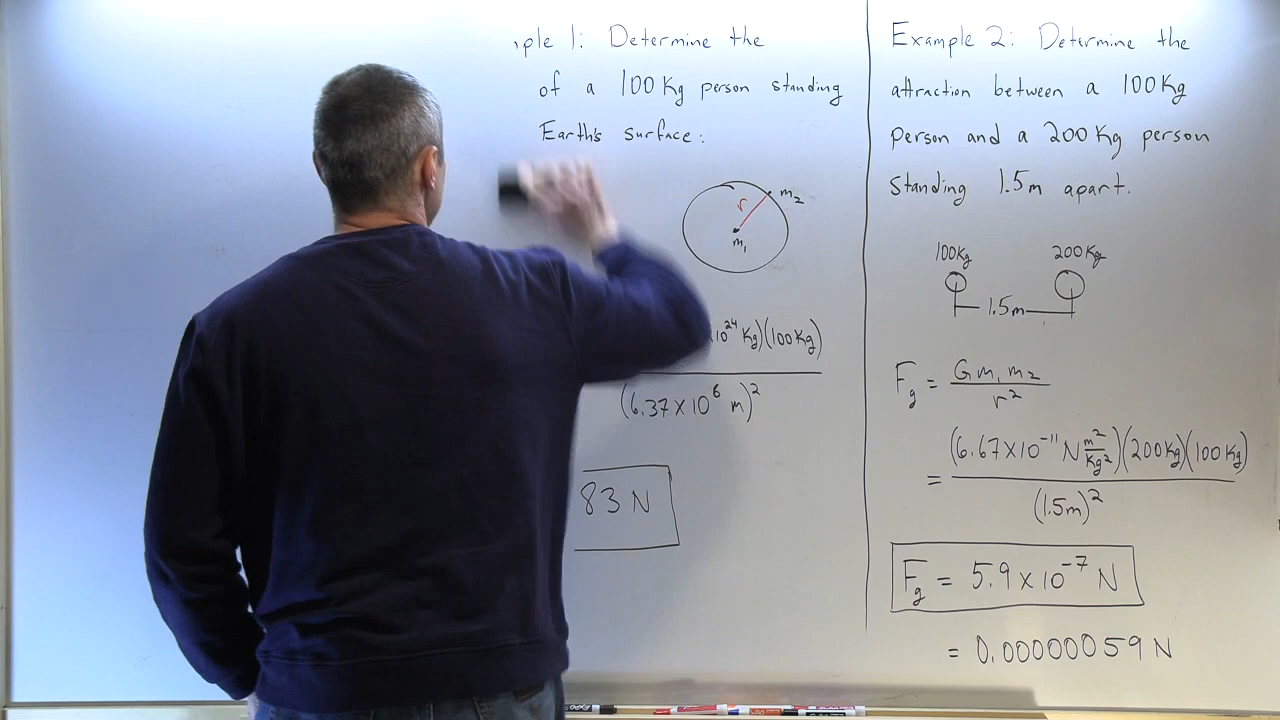 ple 1: Determine the
of a 100 Kg person standing
Earth's surface:
r
m₂
m₁
10²⁴ Kg)(100 Kg)
(6.37 x 10⁶ m)²
83 N
Example 2: Determine the
attraction between a 100 Kg
person and a 200 Kg person
standing 1.5m apart.
100Kg 200Kg
1.5m
Fg = G m₁ m₂ / r²
= (6.67 x 10⁻¹¹ N m²/Kg²)(200 Kg)(100 Kg) / (1.5m)²
Fg = 5.9 x 10⁻⁷ N
= 0.00000059 N